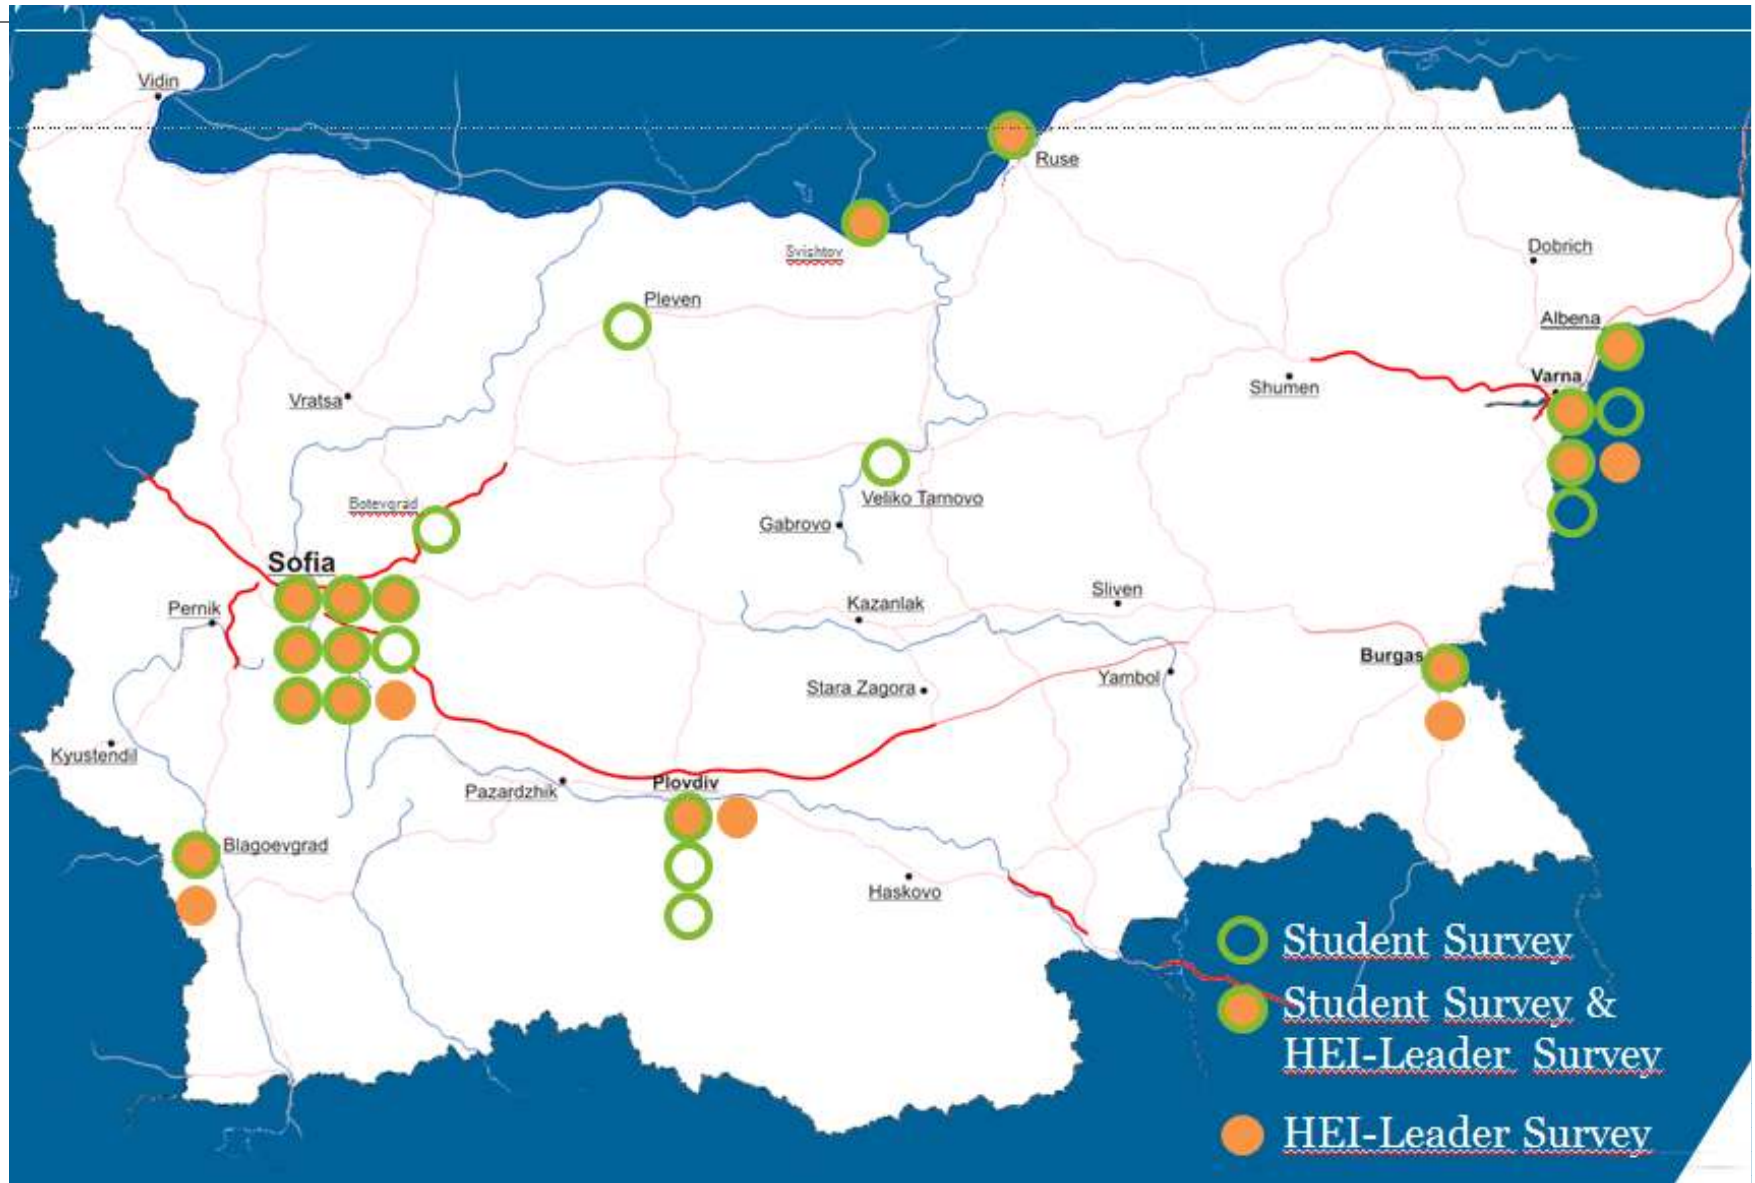 Vidin
Ruse
Svishtov
Dobrich
Pleven
Albena
Varna
Shumen
Vratsa
Veliko Tarnovo
Botevgrad
Gabrovo
Sofia
Sliven
Kazanlak
Pernik
Burgas
Yambol
Stara Zagora
Kyustendil
Plovdiv
Pazardzhik
Blagoevgrad
Haskovo
Student Survey
Student Survey &
HEI-Leader Survey
HEI-Leader Survey